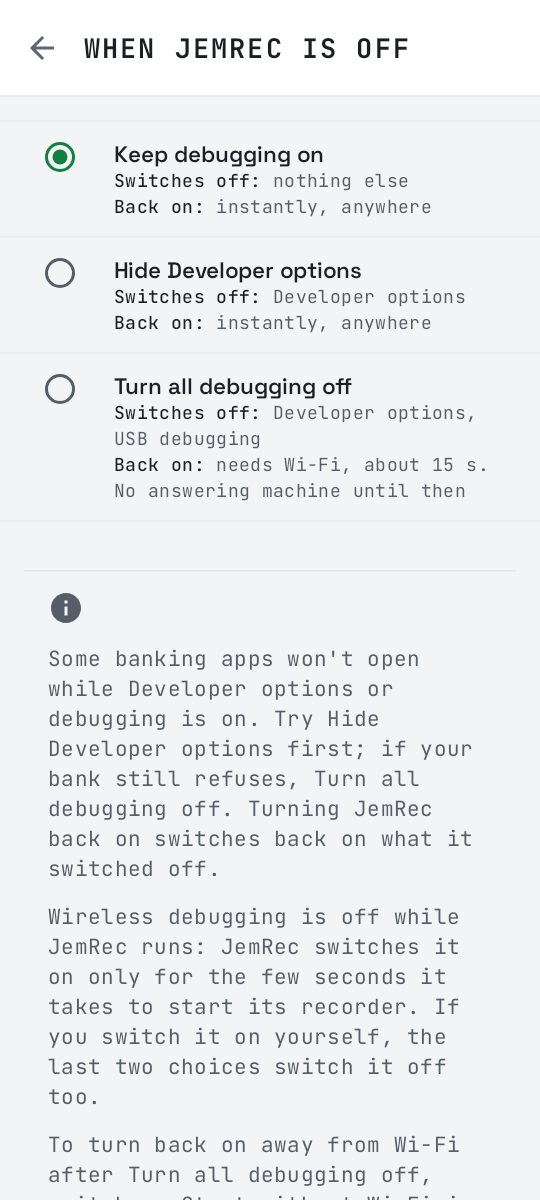 WHEN JEMREC IS OFF
Keep debugging on
Switches off: nothing else
Back on: instantly, anywhere
Hide Developer options
Switches off: Developer options
Back on: instantly, anywhere
Turn all debugging off
Switches off: Developer options,
USB debugging
Back on: needs Wi-Fi, about 15 s.
No answering machine until then
Some banking apps won't open
while Developer options or
debugging is on. Try Hide
Developer options first; if your
bank still refuses, Turn all
debugging off. Turning JemRec
back on switches back on what it
switched off.
Wireless debugging is off while
JemRec runs: JemRec switches it
on only for the few seconds it
takes to start its recorder. If
you switch it on yourself, the
last two choices switch it off
too.
To turn back on away from Wi-Fi
after Turn all debugging off,